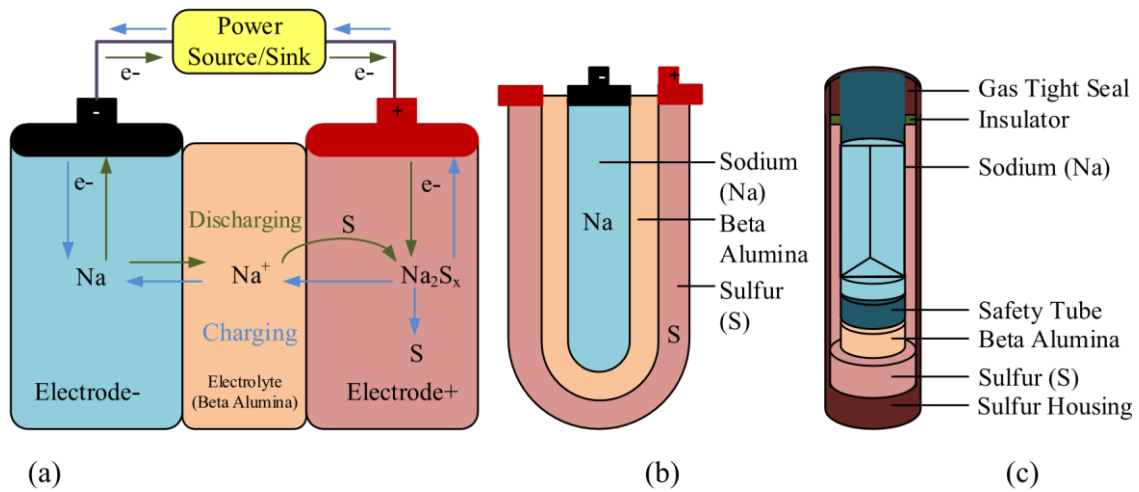 Power
Source/Sink
e-
e-
-
+
e-
e-
Discharging
S
Na
Na⁺
Na₂Sₓ
Charging
S
Electrode-
Electrolyte
(Beta Alumina)
Electrode+
(a)
-
+
Na
S
Sodium
(Na)
Beta
Alumina
Sulfur
(S)
(b)
Gas Tight Seal
Insulator
Sodium (Na)
Safety Tube
Beta Alumina
Sulfur (S)
Sulfur Housing
(c)